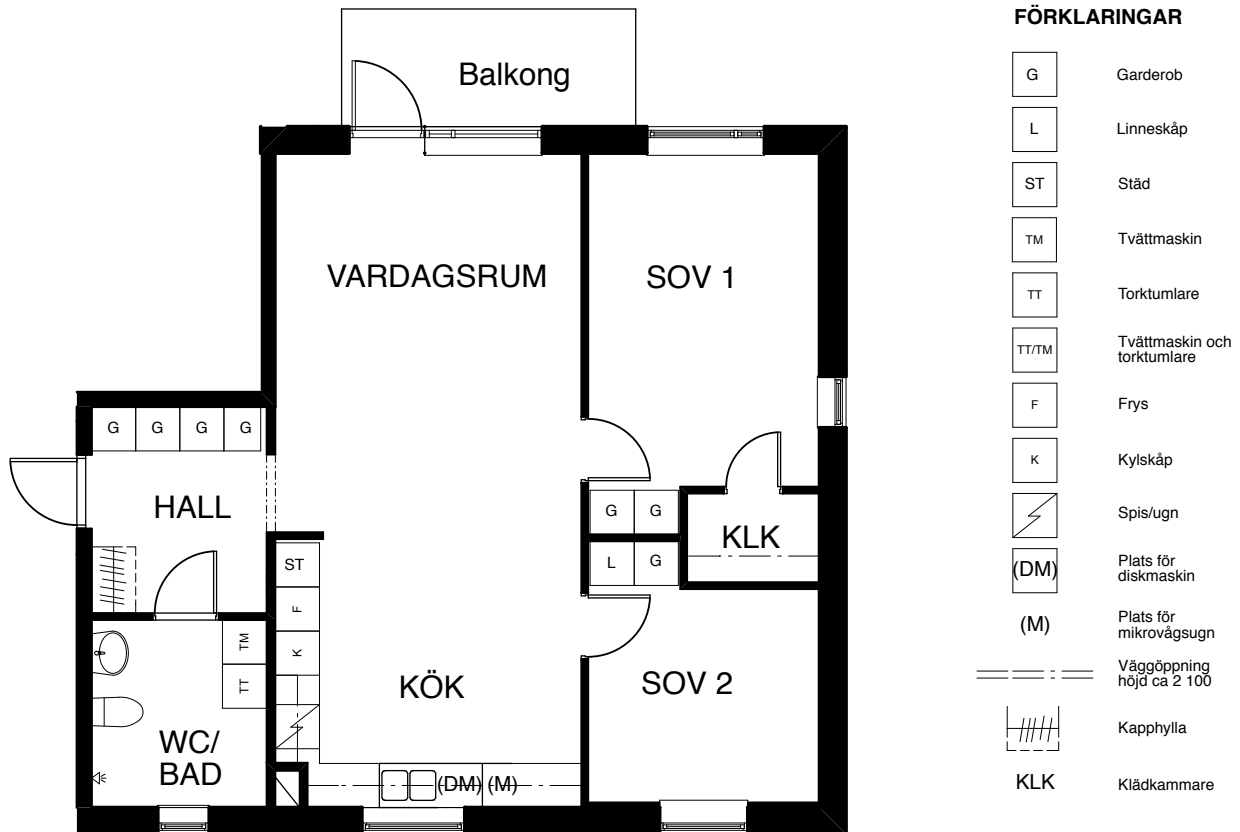 Balkong
VARDAGSRUM
SOV 1
G G G G
HALL
G G
KLK
L G
ST
F
K
TM
TT
KÖK
SOV 2
WC/
BAD
(DM) (M)
FÖRKLARINGAR
G Garderob
L Linneskåp
ST Städ
TM Tvättmaskin
TT Torktumlare
TT/TM Tvättmaskin och
torktumlare
F Frys
K Kylskåp
Spis/ugn
(DM) Plats för
diskmaskin
(M) Plats för
mikrovågsugn
Väggöppning
höjd ca 2 100
Kapphylla
KLK Klädkammare